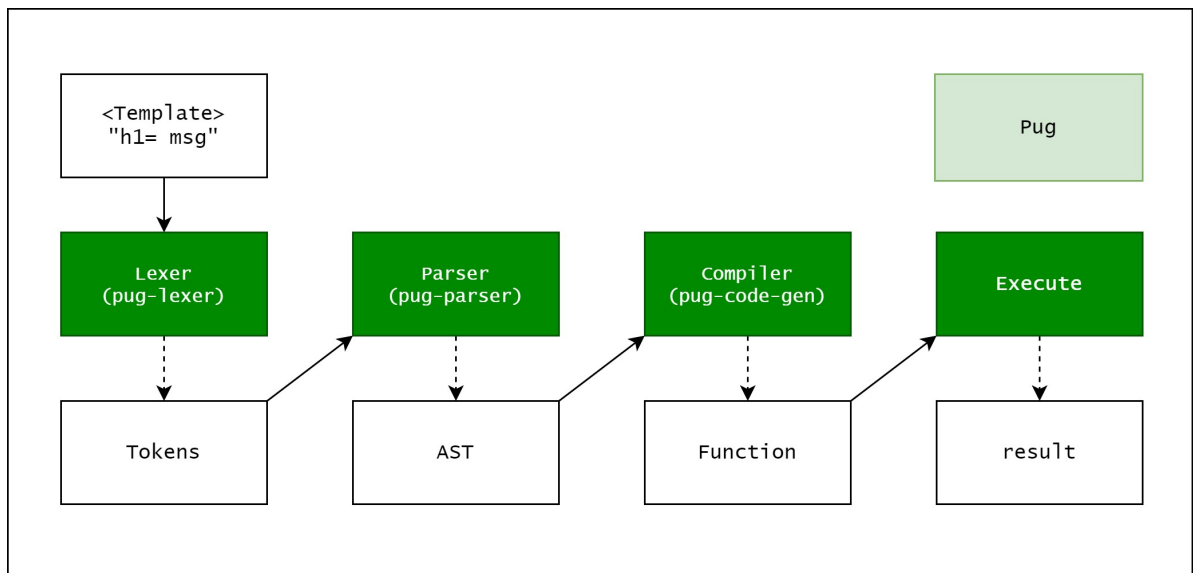 <Template>
"h1= msg"
Pug
Lexer
(pug-lexer)
Parser
(pug-parser)
Compiler
(pug-code-gen)
Execute
Tokens
AST
Function
result